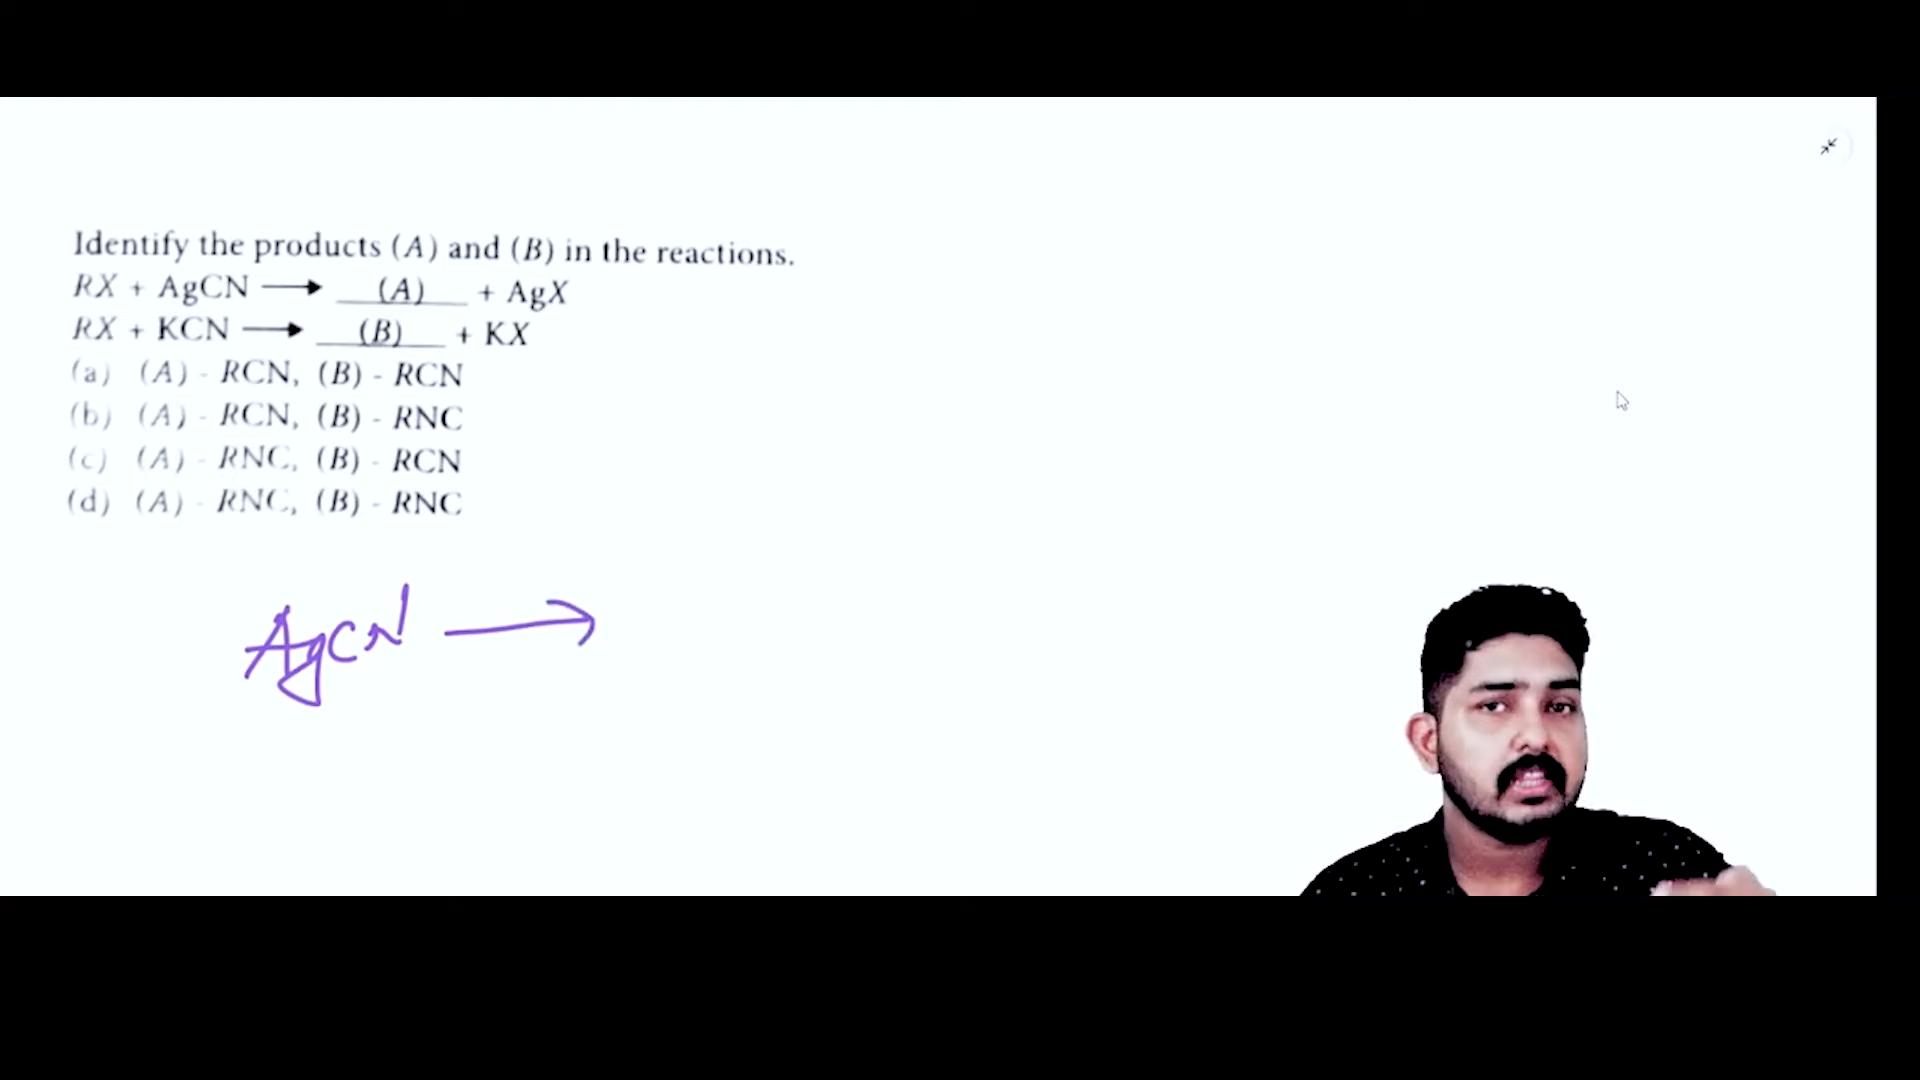 Identify the products (A) and (B) in the reactions.
RX + AgCN ⟶ (A) + AgX
RX + KCN ⟶ (B) + KX
(a) (A) - RCN, (B) - RCN
(b) (A) - RCN, (B) - RNC
(c) (A) - RNC, (B) - RCN
(d) (A) - RNC, (B) - RNC
AgCN ⟶